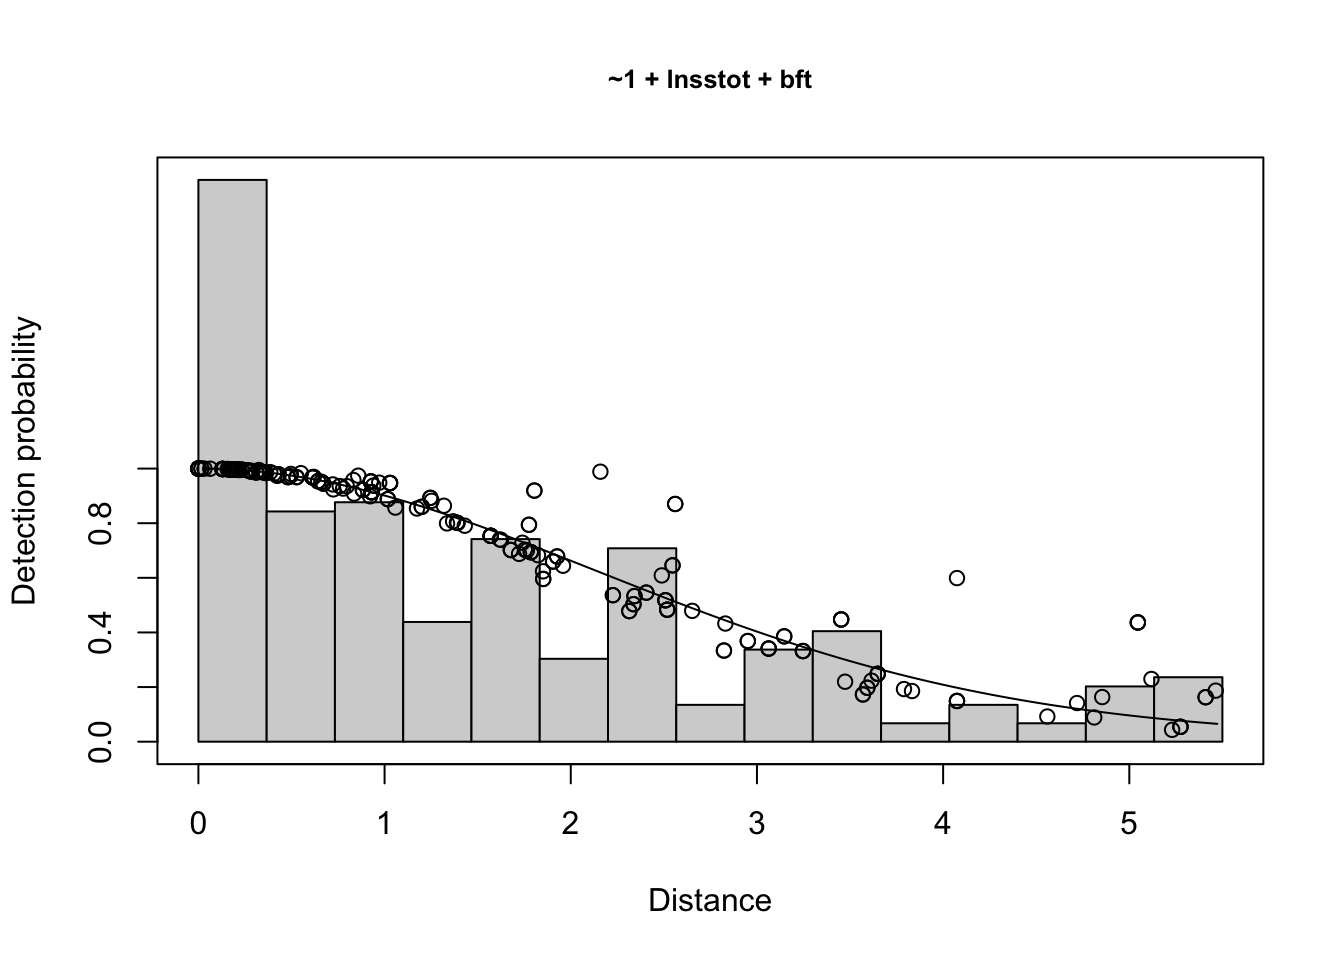 ~1 + lnsstot + bft
Detection probability
0.8
0.4
0.0
0 1 2 3 4 5
Distance